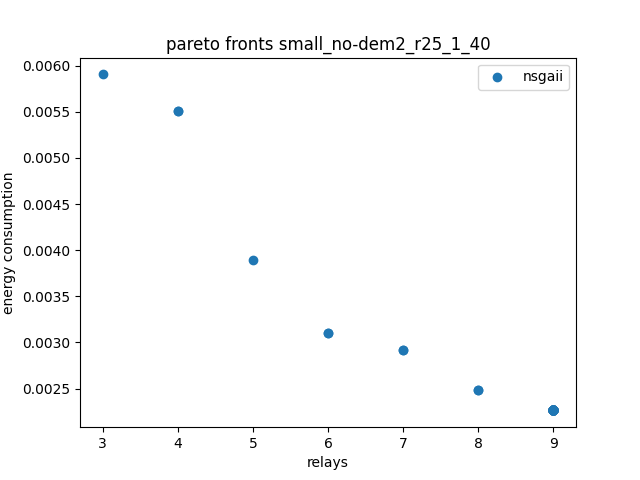 pareto fronts small_no-dem2_r25_1_40
nsgaii
energy consumption
0.0060
0.0055
0.0050
0.0045
0.0040
0.0035
0.0030
0.0025
3 4 5 6 7 8 9
relays